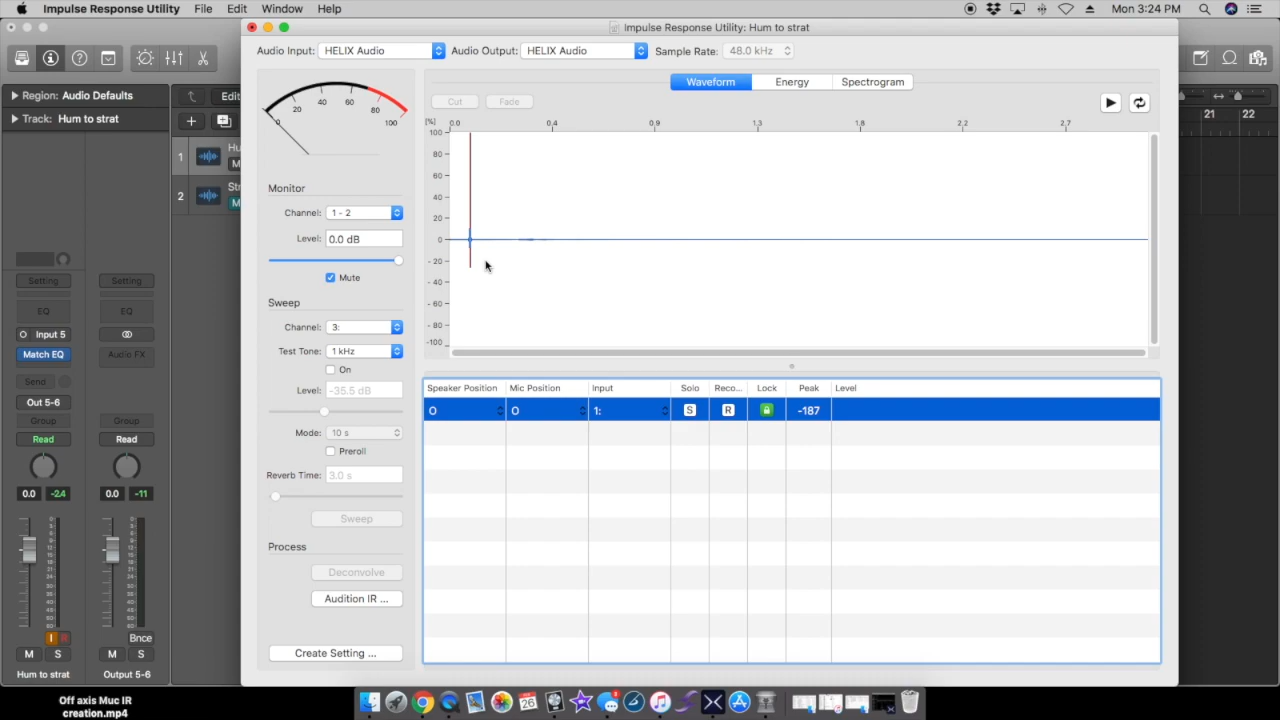 Impulse Response Utility File Edit Window Help Mon 3:24 PM
Impulse Response Utility: Hum to strat
Audio Input: HELIX Audio Audio Output: HELIX Audio Sample Rate: 48.0 kHz
Region: Audio Defaults
Track: Hum to strat
Edit
1 Hu
M
2 Str
M
21 22
Setting Setting
EQ EQ
Input 5
Match EQ Audio FX
Send
Out 5-6
Group Group
Read Read
0.0 -2.4 0.0 -11
I R Bnce
M S M S
Hum to strat Output 5-6
0 20 40 60 80 100
Monitor
Channel: 1 - 2
Level: 0.0 dB
Mute
Sweep
Channel: 3:
Test Tone: 1 kHz
On
Level: -35.5 dB
Mode: 10 s
Preroll
Reverb Time: 3.0 s
Sweep
Process
Deconvolve
Audition IR ...
Create Setting ...
Waveform Energy Spectrogram
Cut Fade
[%] 0.0 0.4 0.9 1.3 1.8 2.2 2.7
100
80
60
40
20
0
- 20
- 40
- 60
- 80
-100
Speaker Position Mic Position Input Solo Reco... Lock Peak Level
O O 1: S R -187
Off axis Muc IR
creation.mp4